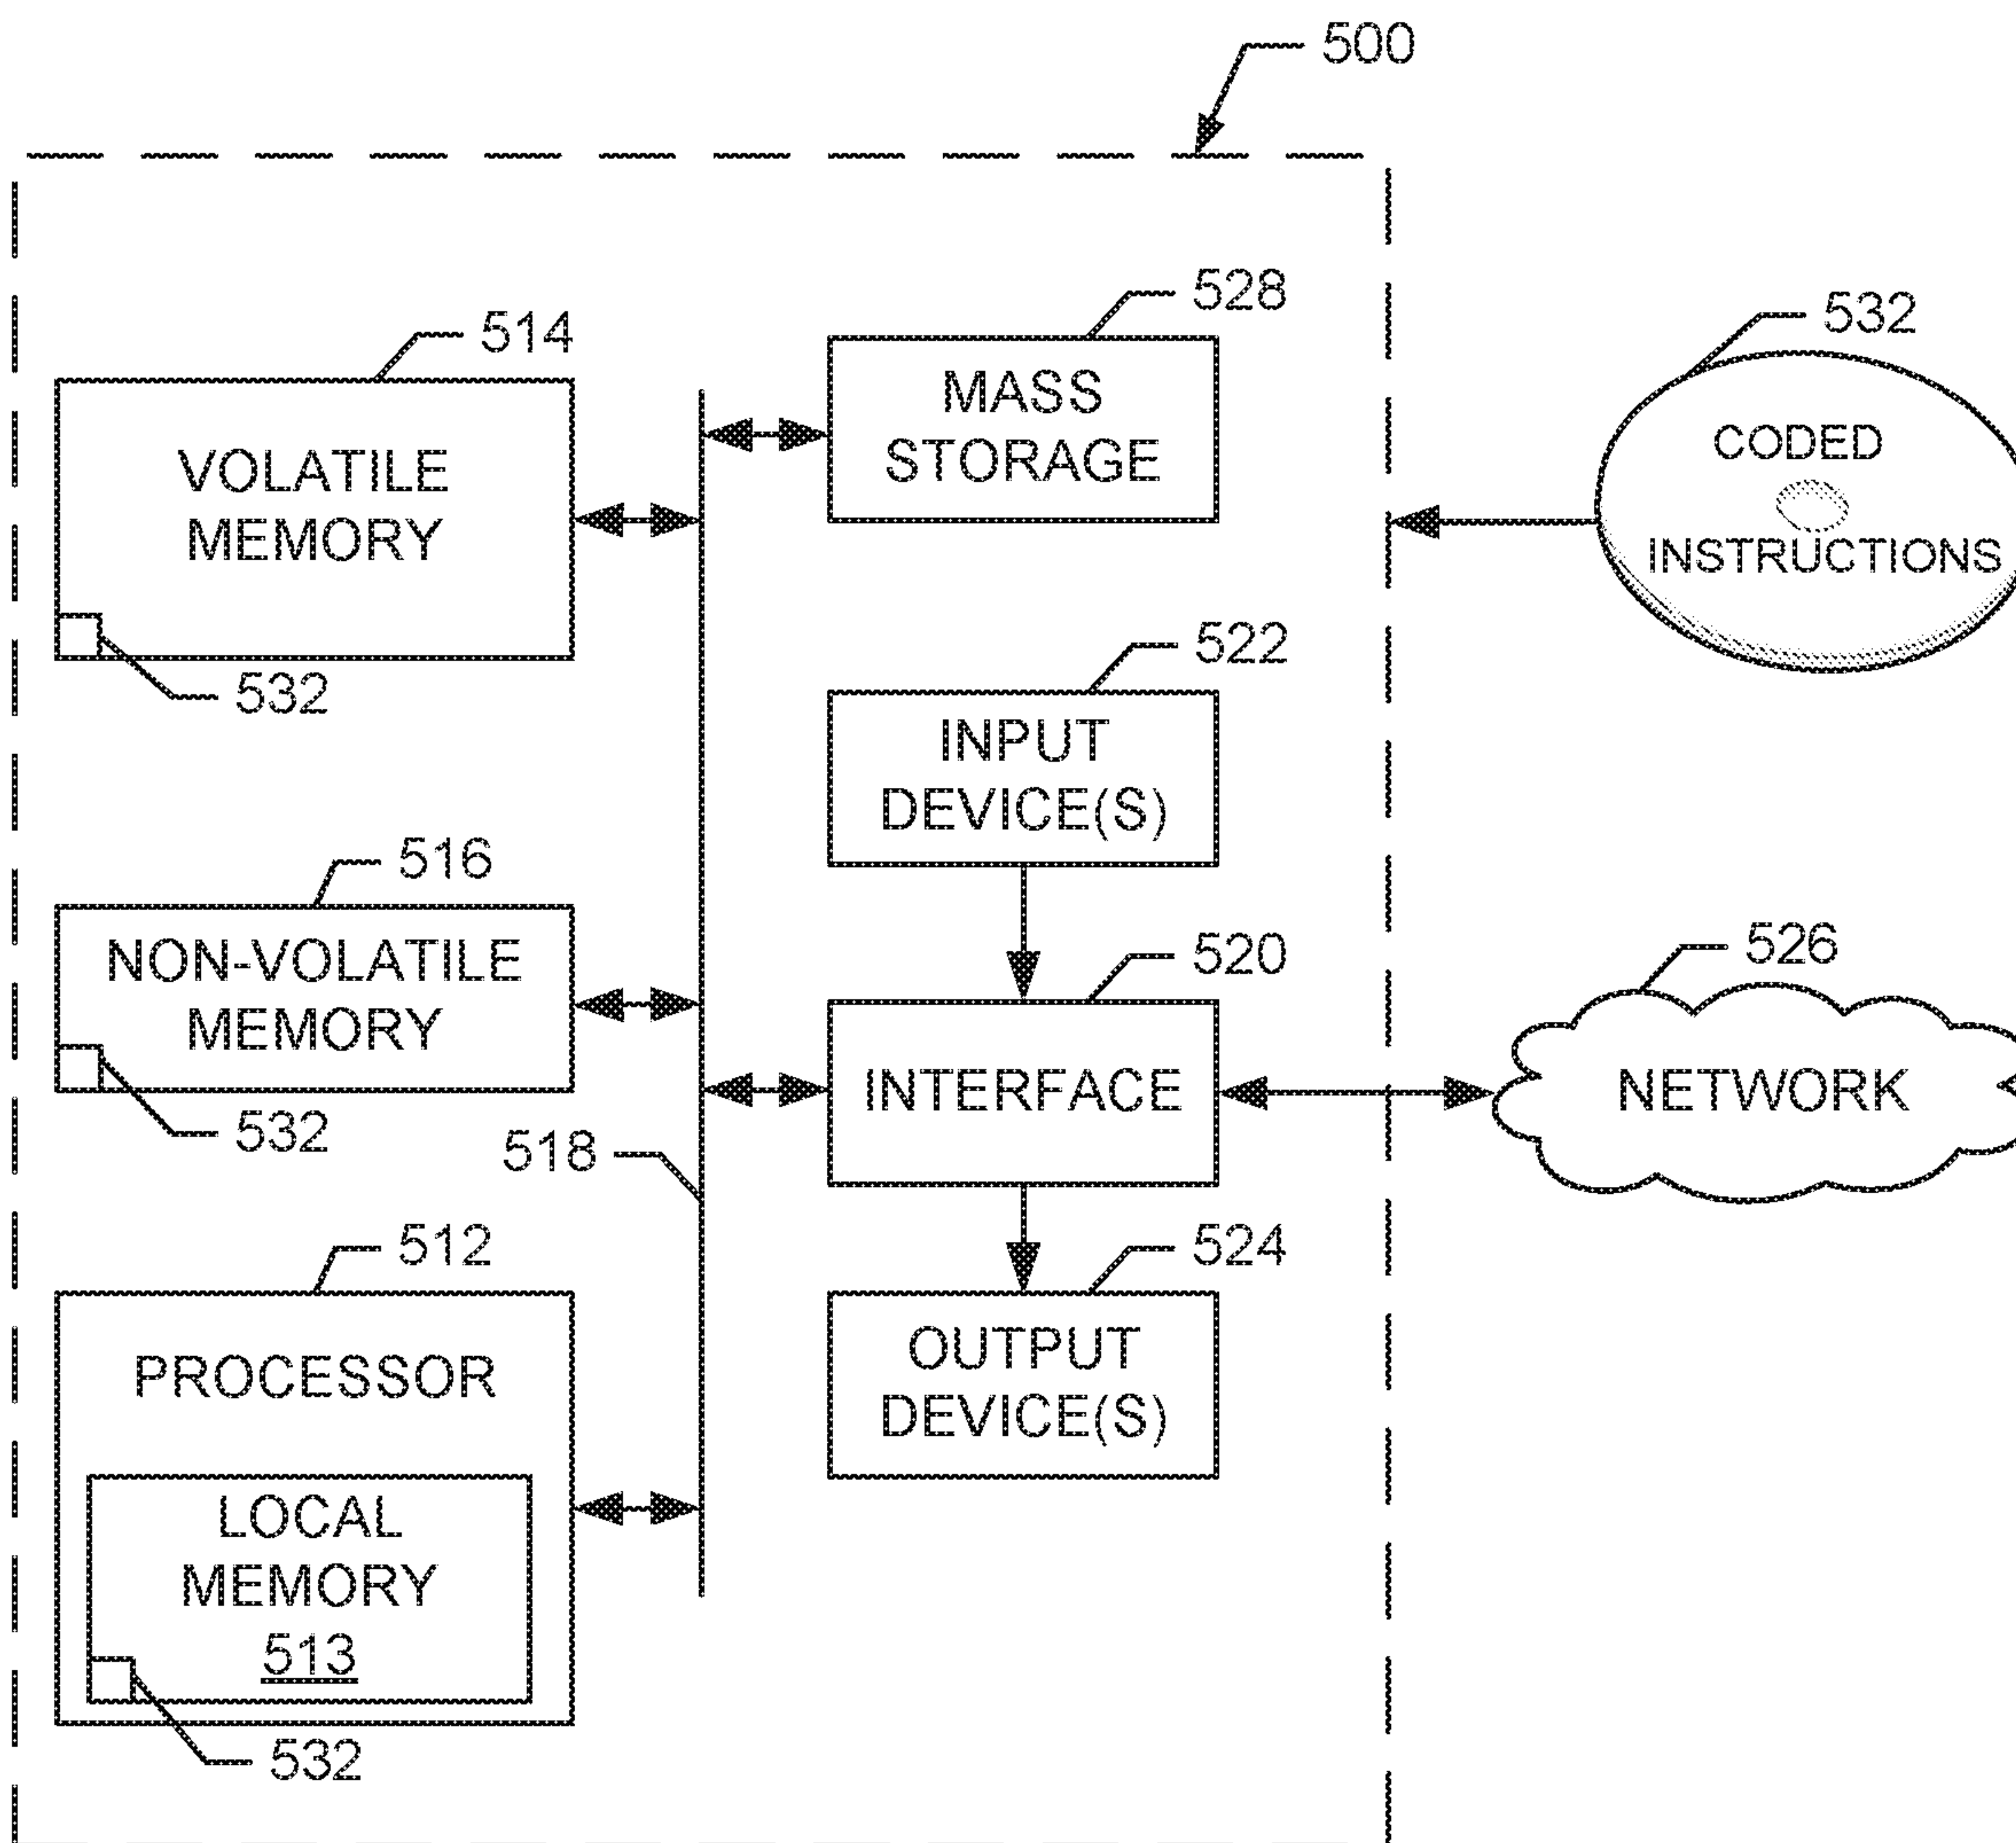 500
528
MASS
STORAGE
514
VOLATILE
MEMORY
532
532
CODED
INSTRUCTIONS
522
INPUT
DEVICE(S)
516
NON-VOLATILE
MEMORY
532
518
520
INTERFACE
526
NETWORK
512
PROCESSOR
LOCAL
MEMORY
513
532
524
OUTPUT
DEVICE(S)